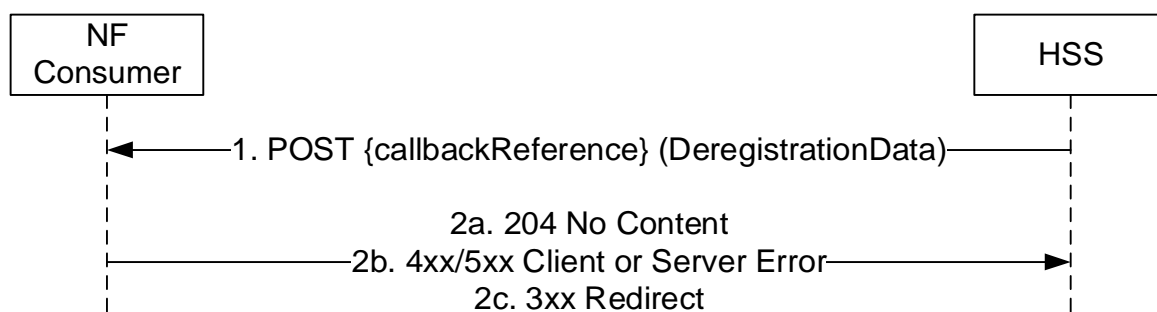 NF
Consumer
HSS
1. POST {callbackReference} (DeregistrationData)
2a. 204 No Content
2b. 4xx/5xx Client or Server Error
2c. 3xx Redirect